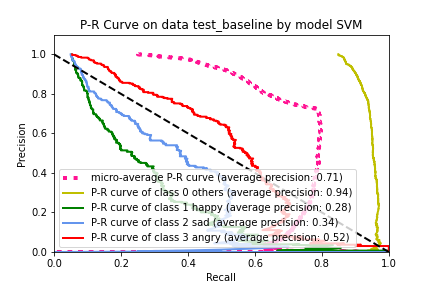 P-R Curve on data test_baseline by model SVM
1.0
0.8
0.6
0.4
0.2
0.0
Precision
micro-average P-R curve (average precision: 0.71)
P-R curve of class 0 others (average precision: 0.94)
P-R curve of class 1 happy (average precision: 0.28)
P-R curve of class 2 sad (average precision: 0.34)
P-R curve of class 3 angry (average precision: 0.52)
0.0 0.2 0.4 0.6 0.8 1.0
Recall